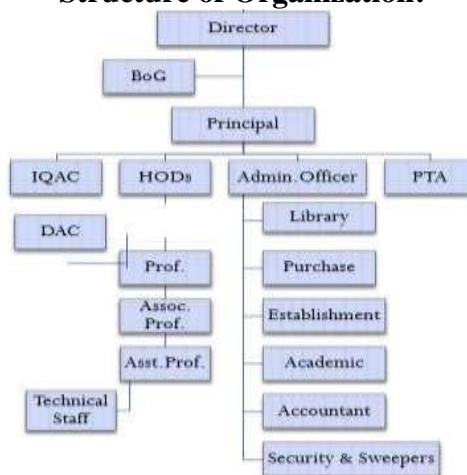 Structure of Organization:
Director
BoG
Principal
IQAC
HODs
Admin. Officer
PTA
Library
DAC
Prof.
Purchase
Assoc.
Prof.
Establishment
Asst. Prof.
Academic
Technical
Staff
Accountant
Security & Sweepers